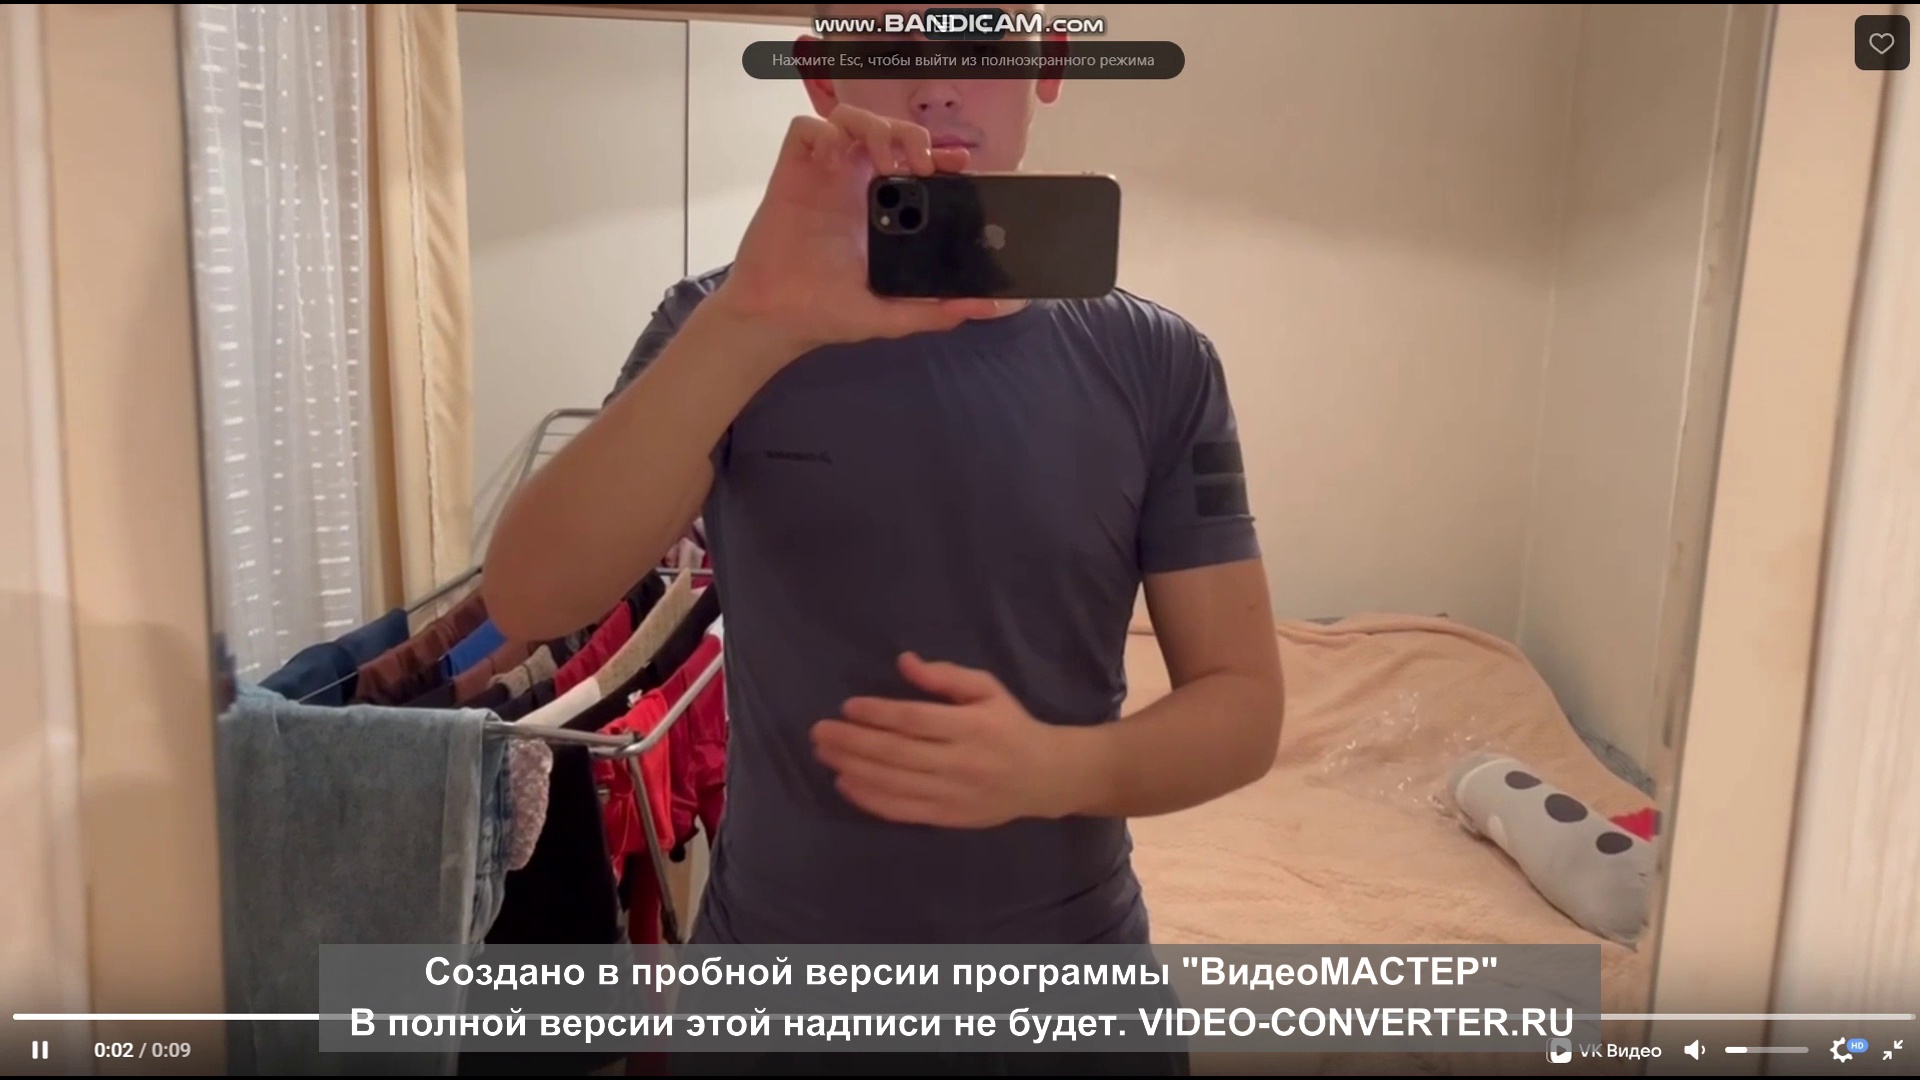 www.BANDICAM.com
Нажмите Esc, чтобы выйти из полноэкранного режима
Создано в пробной версии программы "ВидеоМАСТЕР"
В полной версии этой надписи не будет. VIDEO-CONVERTER.RU
0:02 / 0:09
VK Видео
HD